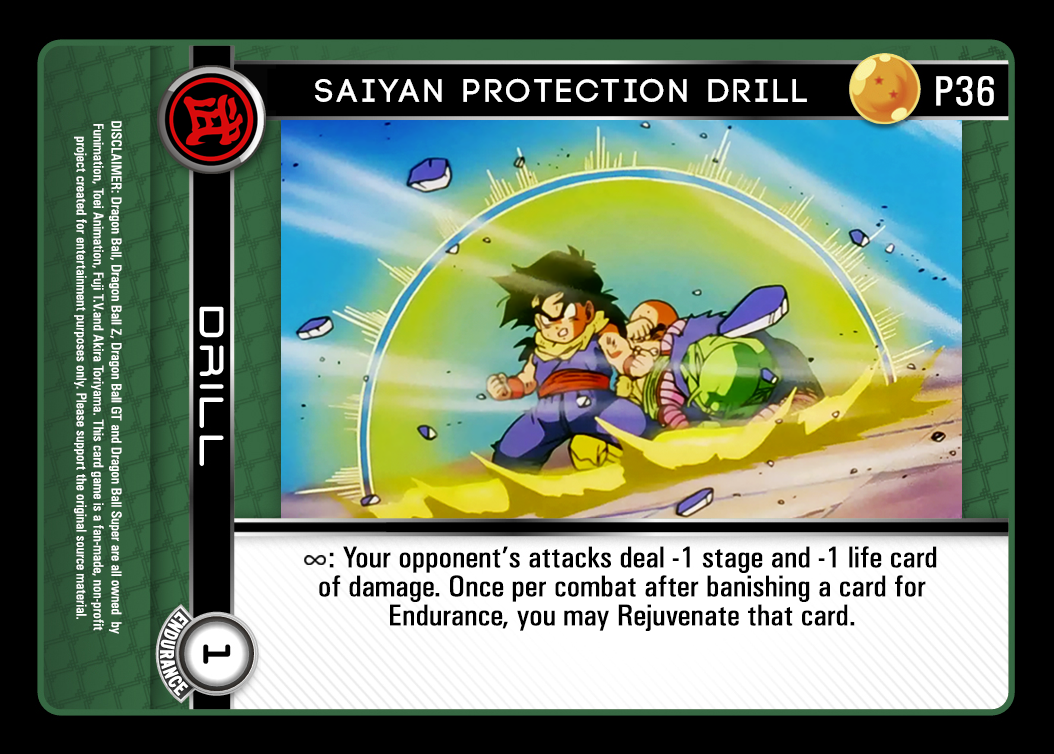 SAIYAN PROTECTION DRILL
P36
DISCLAIMER: Dragon Ball, Dragon Ball Z, Dragon Ball GT and Dragon Ball Super are all owned by
Funimation, Toei Animation, Fuji T.V.and Akira Toriyama. This card game is a fan-made, non-profit
project created for entertainment purposes only. Please support the original source material.
DRILL
∞: Your opponent's attacks deal -1 stage and -1 life card
of damage. Once per combat after banishing a card for
Endurance, you may Rejuvenate that card.
ENDURANCE
1